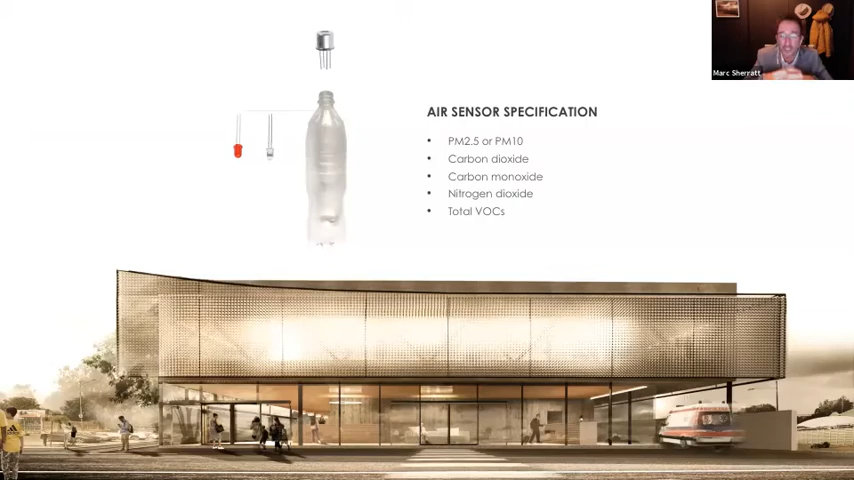 Marc Sherratt
AIR SENSOR SPECIFICATION
• PM2.5 or PM10
• Carbon dioxide
• Carbon monoxide
• Nitrogen dioxide
• Total VOCs